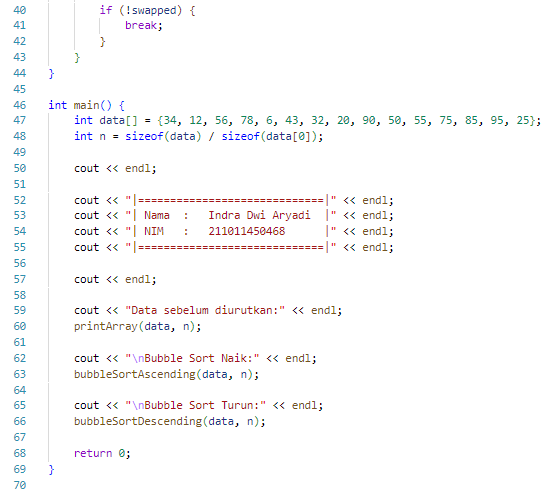 40         if (!swapped) {
41             break;
42         }
43     }
44 }
45
46 int main() {
47     int data[] = {34, 12, 56, 78, 6, 43, 32, 20, 90, 50, 55, 75, 85, 95, 25};
48     int n = sizeof(data) / sizeof(data[0]);
49
50     cout << endl;
51
52     cout << "|=============================|" << endl;
53     cout << "| Nama  :   Indra Dwi Aryadi  |" << endl;
54     cout << "| NIM   :   211011450468      |" << endl;
55     cout << "|=============================|" << endl;
56
57     cout << endl;
58
59     cout << "Data sebelum diurutkan:" << endl;
60     printArray(data, n);
61
62     cout << "\nBubble Sort Naik:" << endl;
63     bubbleSortAscending(data, n);
64
65     cout << "\nBubble Sort Turun:" << endl;
66     bubbleSortDescending(data, n);
67
68     return 0;
69 }
70